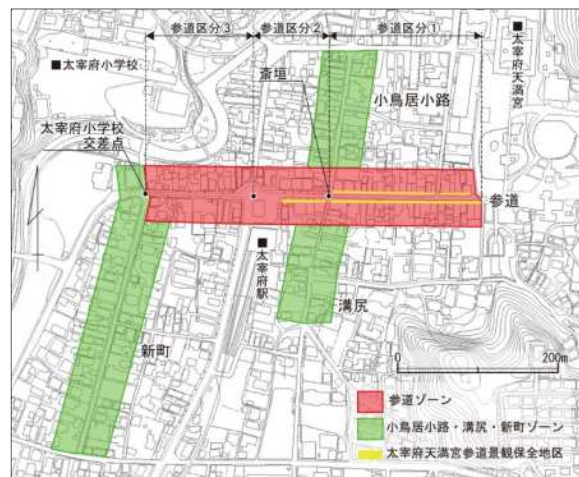 参道区分3
参道区分2
参道区分①
■太宰府小学校
斎垣
■太宰府天満宮
小鳥居小路
太宰府小学校
交差点
参道
■太宰府駅
溝尻
新町
0
200m
参道ゾーン
小鳥居小路・溝尻・新町ゾーン
太宰府天満宮参道景観保全地区